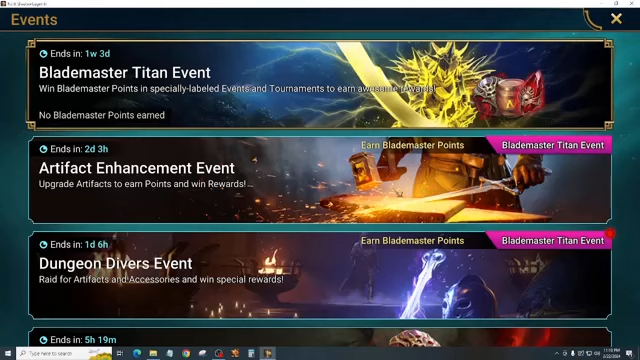 Events
Ends in: 1w 3d
Blademaster Titan Event
Win Blademaster Points in specially-labeled Events and Tournaments to earn awesome rewards!
No Blademaster Points earned
Ends in: 2d 3h
Earn Blademaster Points
Blademaster Titan Event
Artifact Enhancement Event
Upgrade Artifacts to earn Points and win Rewards!
Ends in: 1d 6h
Earn Blademaster Points
Blademaster Titan Event
Dungeon Divers Event
Raid for Artifacts and Accessories and win special rewards!
Ends in: 5h 19m
Type here to search